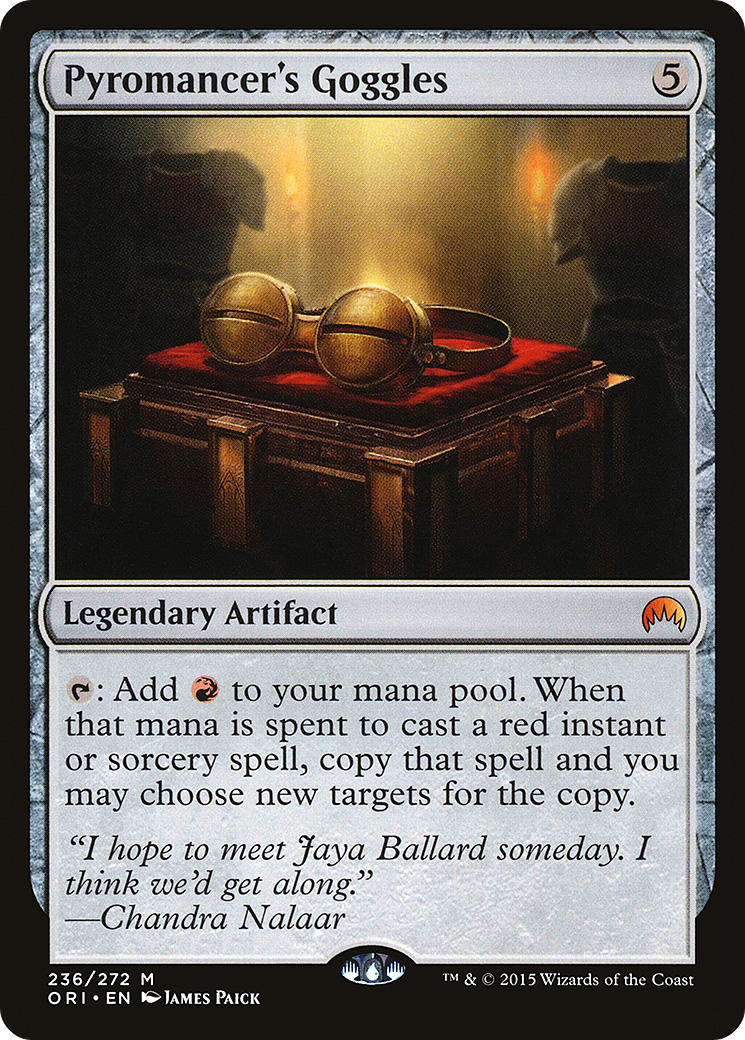 Pyromancer's Goggles 5
Legendary Artifact
: Add to your mana pool. When
that mana is spent to cast a red instant
or sorcery spell, copy that spell and you
may choose new targets for the copy.
“I hope to meet Jaya Ballard someday. I
think we’d get along.”
—Chandra Nalaar
236/272 M
ORI • EN James Paick
™ & © 2015 Wizards of the Coast